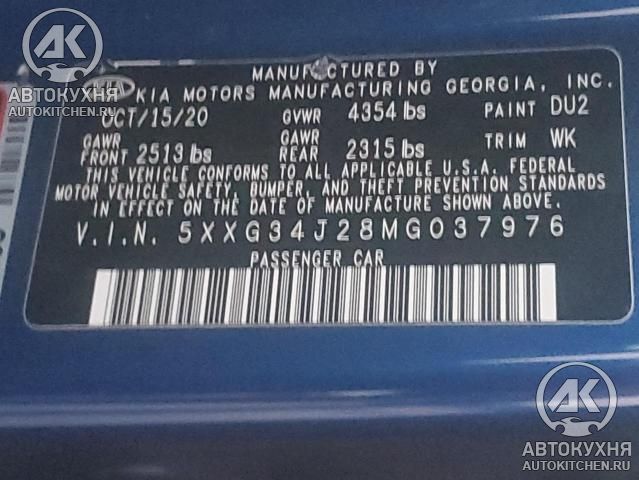 AK
АВТОКУХНЯ
AUTOKITCHEN.RU
MANUFACTURED BY
KIA MOTORS MANUFACTURING GEORGIA, INC.
OCT/15/20 GVWR 4354 lbs PAINT DU2
GAWR FRONT 2513 lbs GAWR REAR 2315 lbs TRIM WK
THIS VEHICLE CONFORMS TO ALL APPLICABLE U.S.A. FEDERAL
MOTOR VEHICLE SAFETY, BUMPER, AND THEFT PREVENTION STANDARDS
IN EFFECT ON THE DATE OF MANUFACTURE SHOWN ABOVE.
V.I.N. 5XXG34J28MG037976
PASSENGER CAR
AK
АВТОКУХНЯ
AUTOKITCHEN.RU